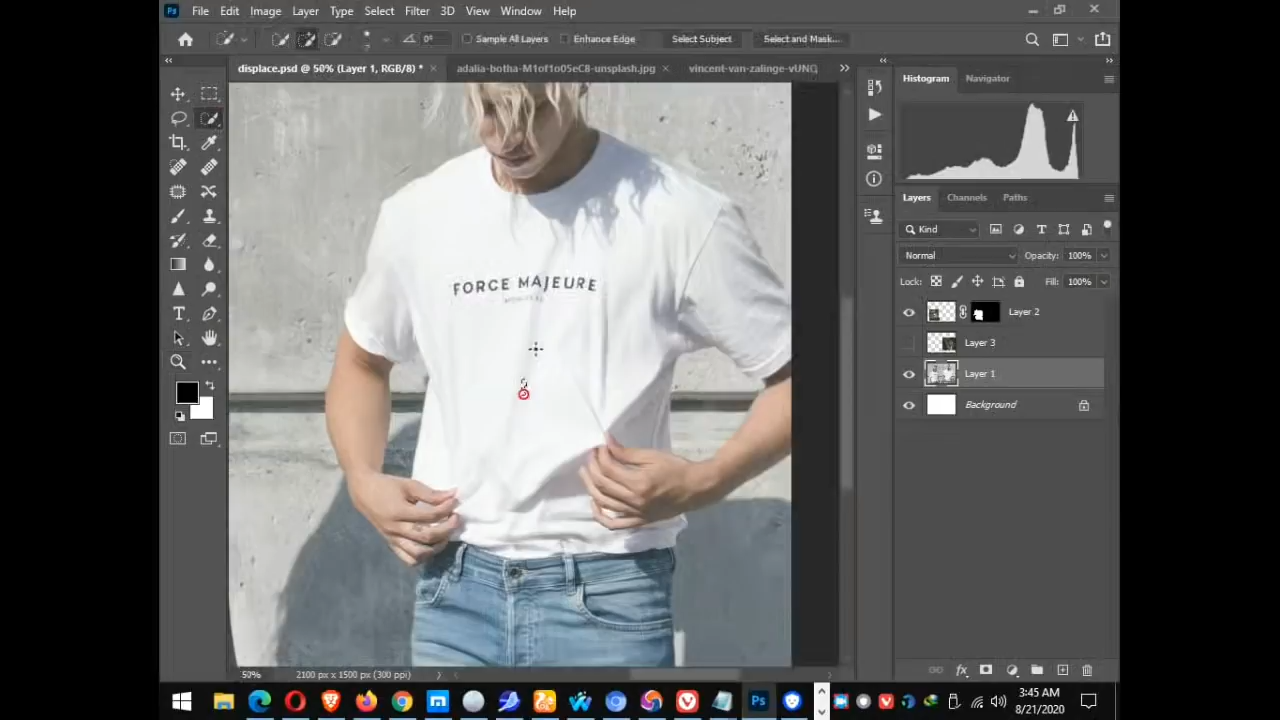 Ps File Edit Image Layer Type Select Filter 3D View Window Help
0° Sample All Layers Enhance Edge Select Subject Select and Mask...
displace.psd @ 50% (Layer 1, RGB/8) * × adalia-botha-M1of1o05eC8-unsplash.jpg × vincent-van-zalinge-vUNQ
Histogram Navigator
Layers Channels Paths
Kind
Normal Opacity: 100%
Lock: Fill: 100%
FORCE MAJEURE
Layer 2
Layer 3
Layer 1
Background
50% 2100 px x 1500 px (300 ppi)
Ps 3:45 AM
8/21/2020